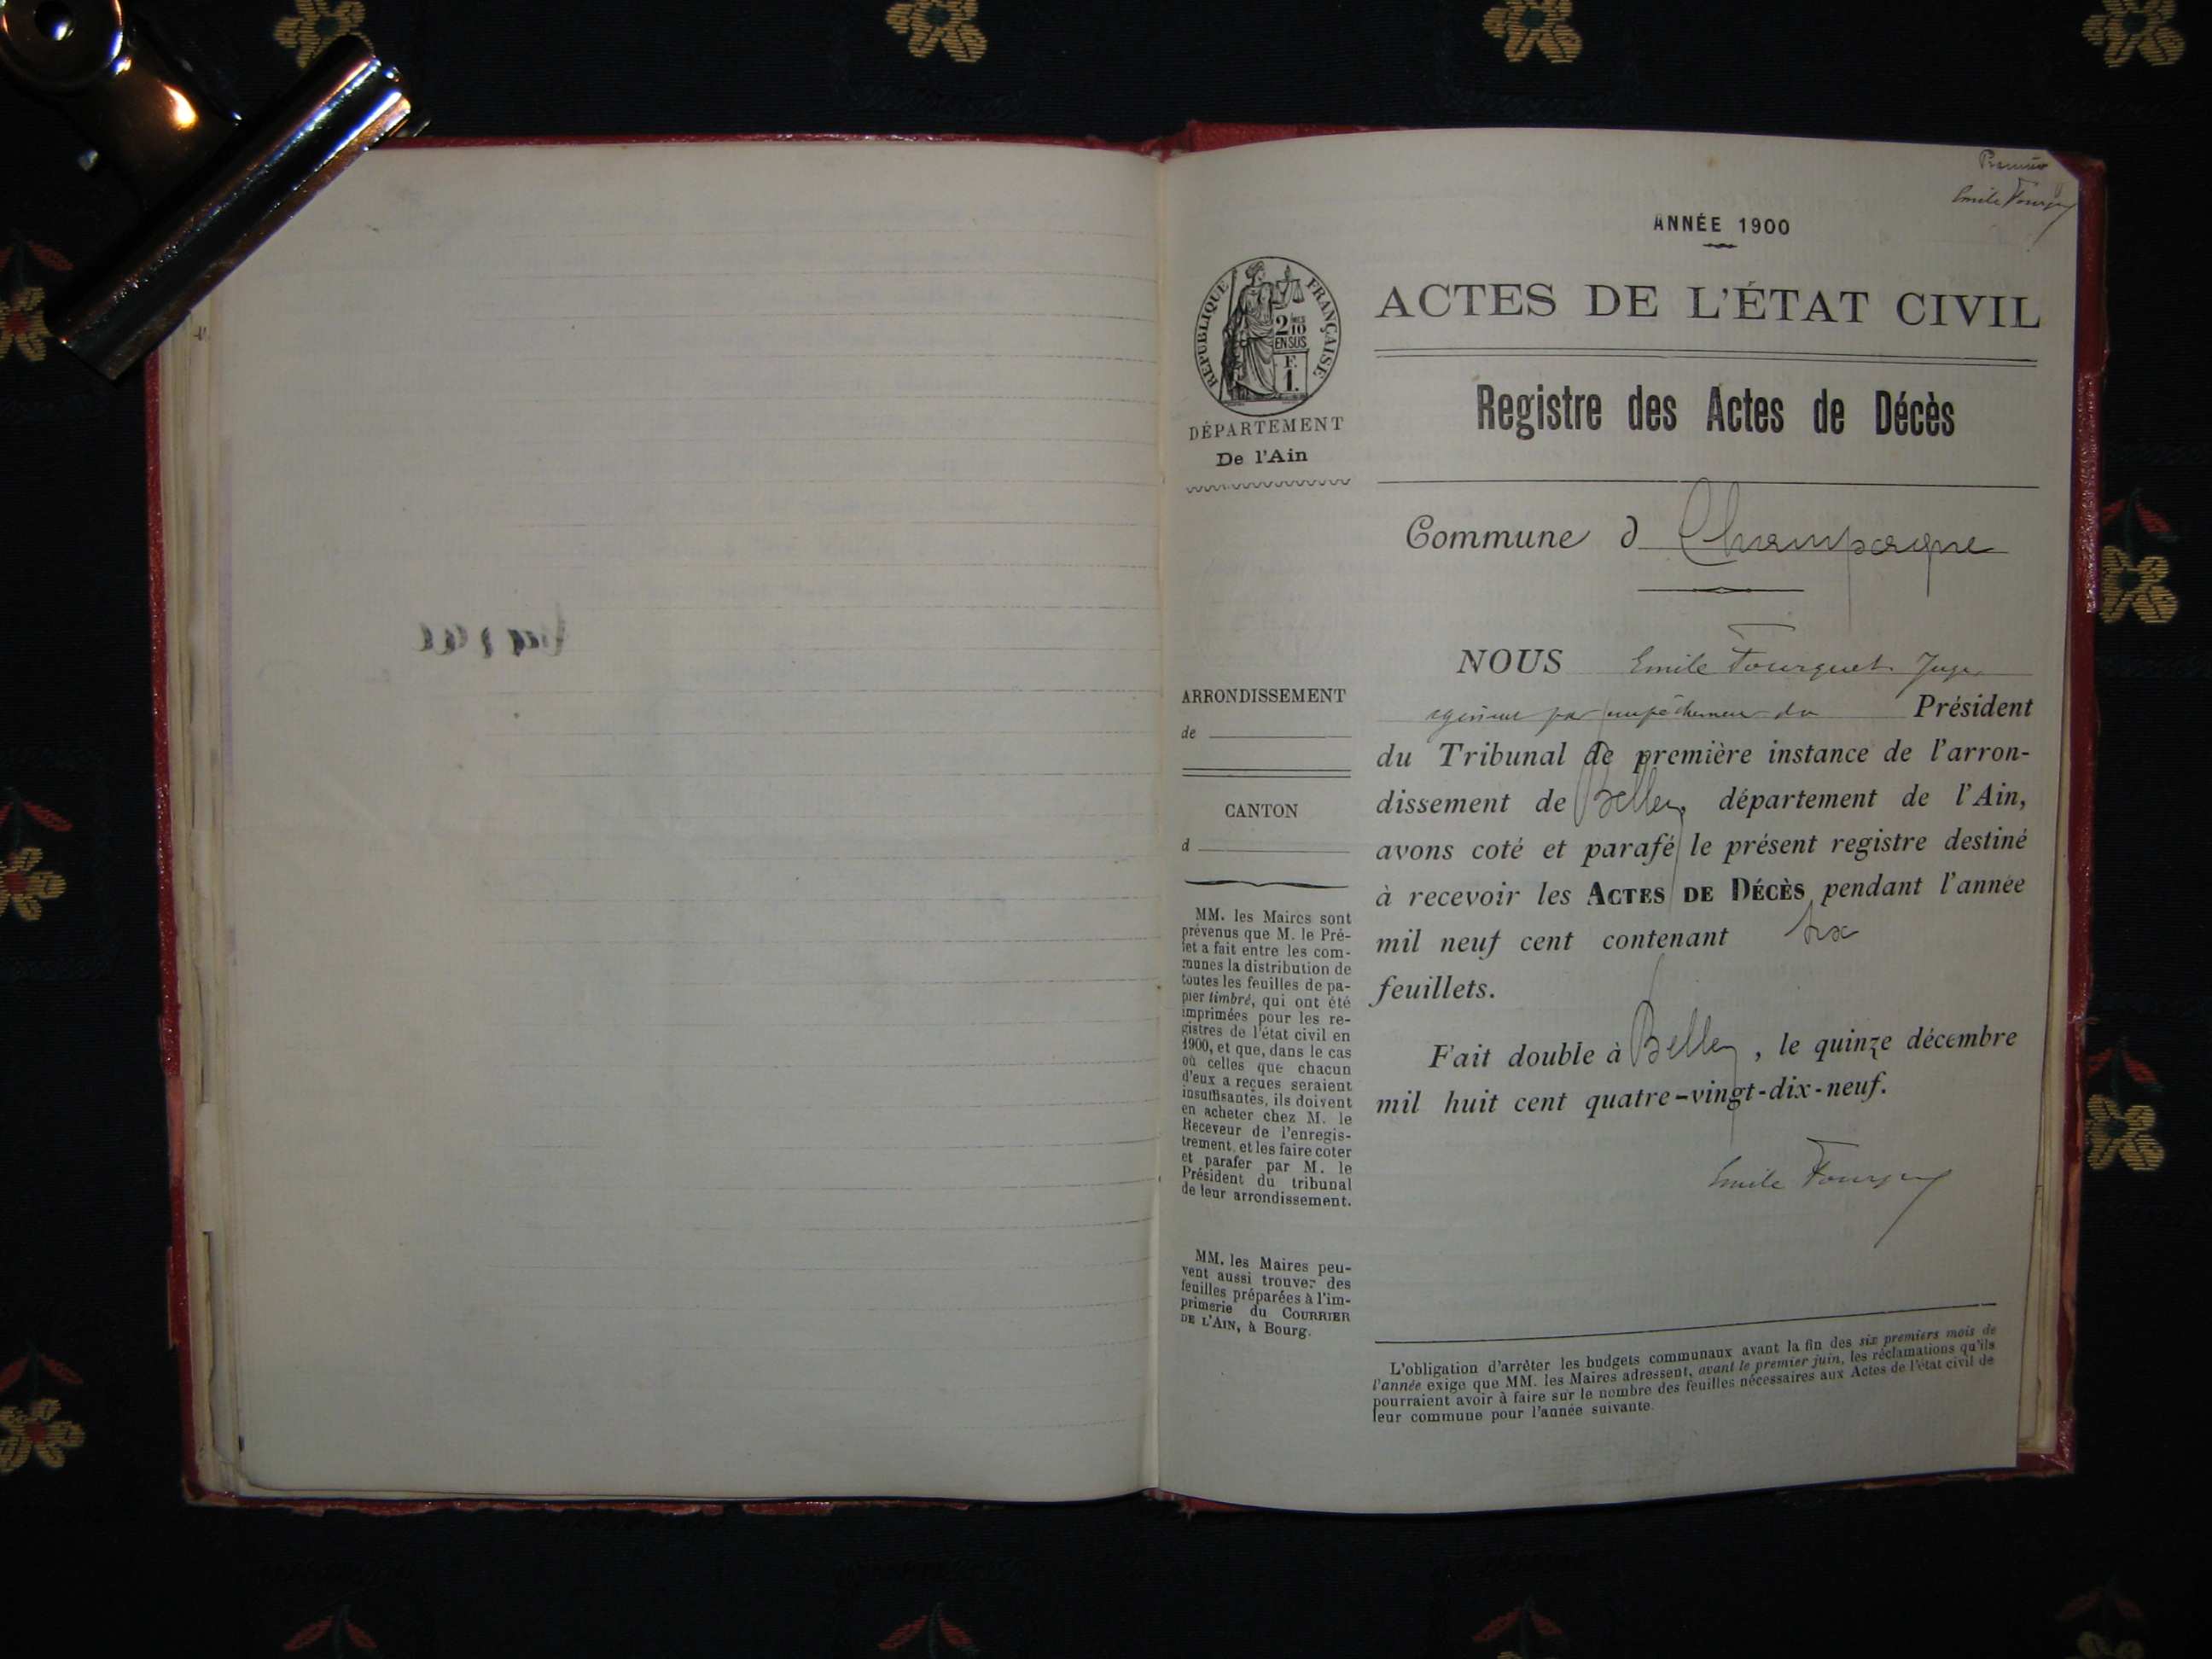 Premier
Emile Fourquet
ANNÉE 1900
RÉPUBLIQUE FRANÇAISE
2/10 EN SUS
F. 1.
ACTES DE L'ÉTAT CIVIL
Registre des Actes de Décès
DÉPARTEMENT
De l'Ain
Commune d Champagne
NOUS Emile Fourquet Juge
par empêchement du Président
du Tribunal de première instance de l'arron-
dissement de Belley, département de l'Ain,
avons coté et parafé le présent registre destiné
à recevoir les ACTES DE DÉCÈS pendant l'année
mil neuf cent contenant six
feuillets.
Fait double à Belley, le quinze décembre
mil huit cent quatre-vingt-dix-neuf.
Emile Fourquet
ARRONDISSEMENT
de
CANTON
d
MM. les Maires sont
prévenus que M. le Pré-
fet a fait entre les com-
munes la distribution de
toutes les feuilles de pa-
pier timbré, qui ont été
imprimées pour les re-
gistres de l'état civil en
1900, et que, dans le cas
où celles que chacun
d'eux a reçues seraient
insuffisantes, ils doivent
en acheter chez M. le
Receveur de l'enregis-
trement, et les faire coter
et parafer par M. le
Président du tribunal
de leur arrondissement.
MM. les Maires peu-
vent aussi trouver des
feuilles préparées à l'im-
primerie du COURRIER
DE L'AIN, à Bourg.
L'obligation d'arrêter les budgets communaux avant la fin des six premiers mois de
l'année exige que MM. les Maires adressent, avant le premier juin, les réclamations qu'ils
pourraient avoir à faire sur le nombre des feuilles nécessaires aux Actes de l'état civil de
leur commune pour l'année suivante.